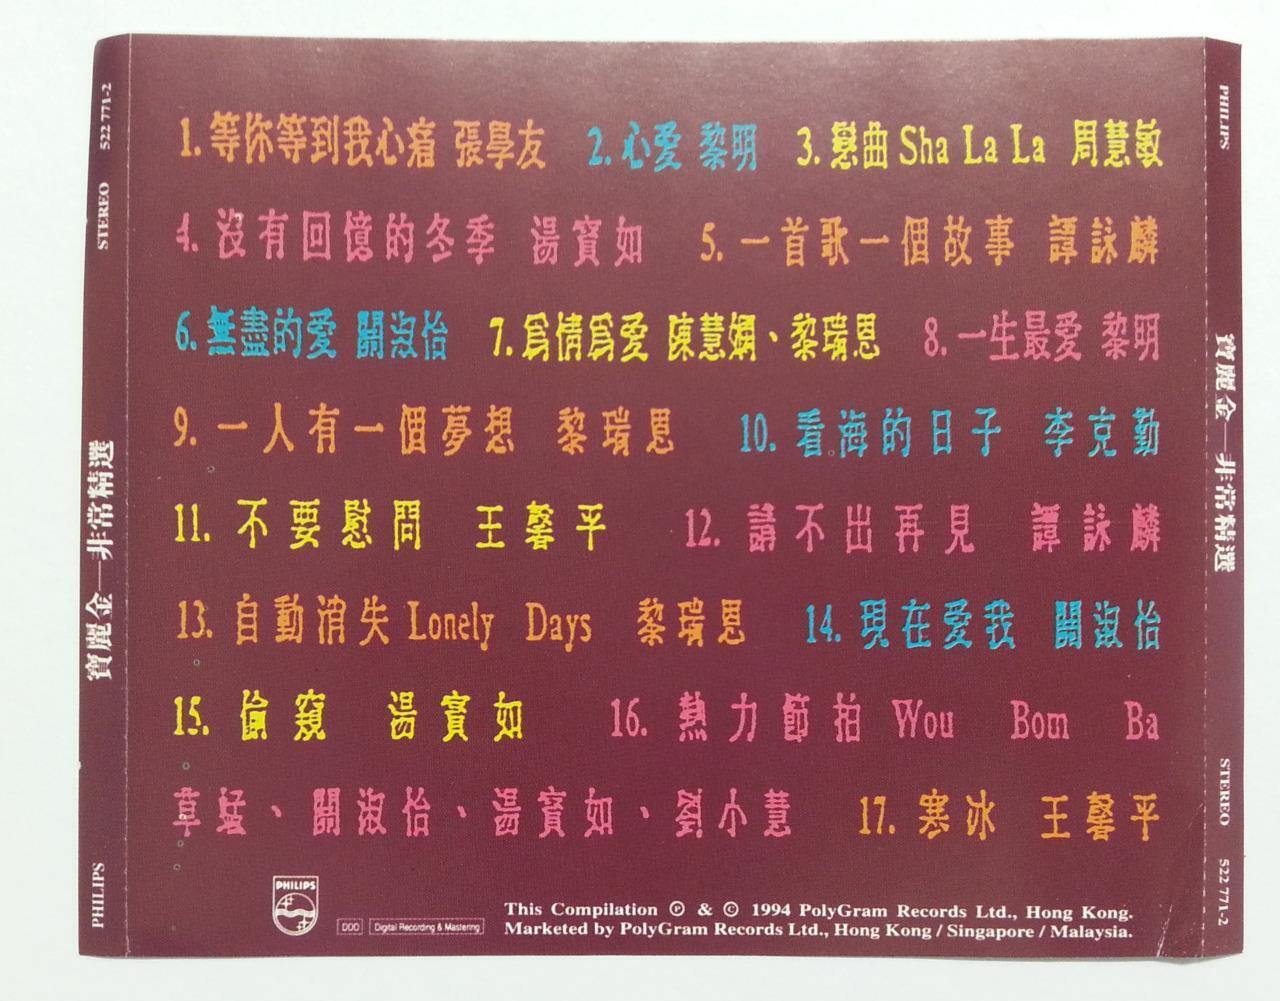 1. 等你等到我心痛 張學友 2. 心愛 黎明 3. 戀曲 Sha La La 周慧敏
4. 沒有回憶的冬季 湯寶如 5. 一首歌一個故事 譚詠麟
6. 無盡的愛 關淑怡 7. 為情為愛 陳慧嫻、黎瑞恩 8. 一生最愛 黎明
9. 一人有一個夢想 黎瑞恩 10. 看海的日子 李克勤
11. 不要慰問 王馨平 12. 講不出再見 譚詠麟
13. 自動消失 Lonely Days 黎瑞恩 14. 現在愛我 關淑怡
15. 偷窺 湯寶如 16. 熱力節拍 Wou Bom Ba
草蜢、關淑怡、湯寶如、劉小慧 17. 寒冰 王馨平
PHILIPS
DDD Digital Recording & Mastering
This Compilation ℗ & © 1994 PolyGram Records Ltd., Hong Kong.
Marketed by PolyGram Records Ltd., Hong Kong / Singapore / Malaysia.
PHILIPS 寶麗金—非常精選 STEREO 522 771-2
PHILIPS 寶麗金—非常精選 STEREO 522 771-2